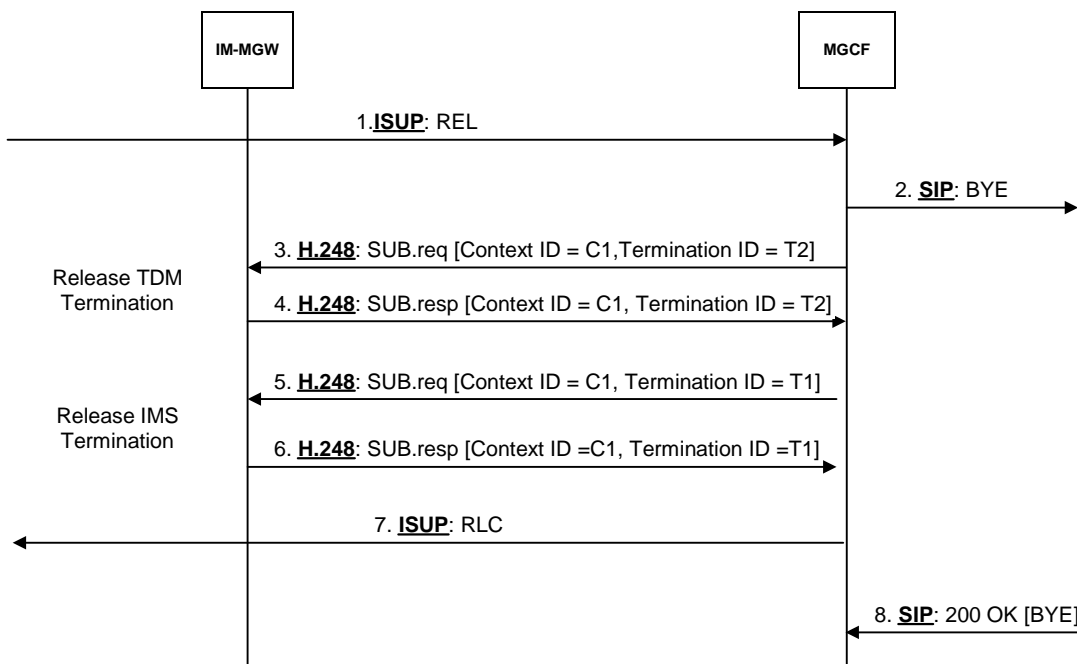 IM-MGW
MGCF
1.ISUP: REL
2. SIP: BYE
3. H.248: SUB.req [Context ID = C1,Termination ID = T2]
Release TDM
Termination
4. H.248: SUB.resp [Context ID = C1, Termination ID = T2]
5. H.248: SUB.req [Context ID = C1, Termination ID = T1]
Release IMS
Termination
6. H.248: SUB.resp [Context ID =C1, Termination ID =T1]
7. ISUP: RLC
8. SIP: 200 OK [BYE]